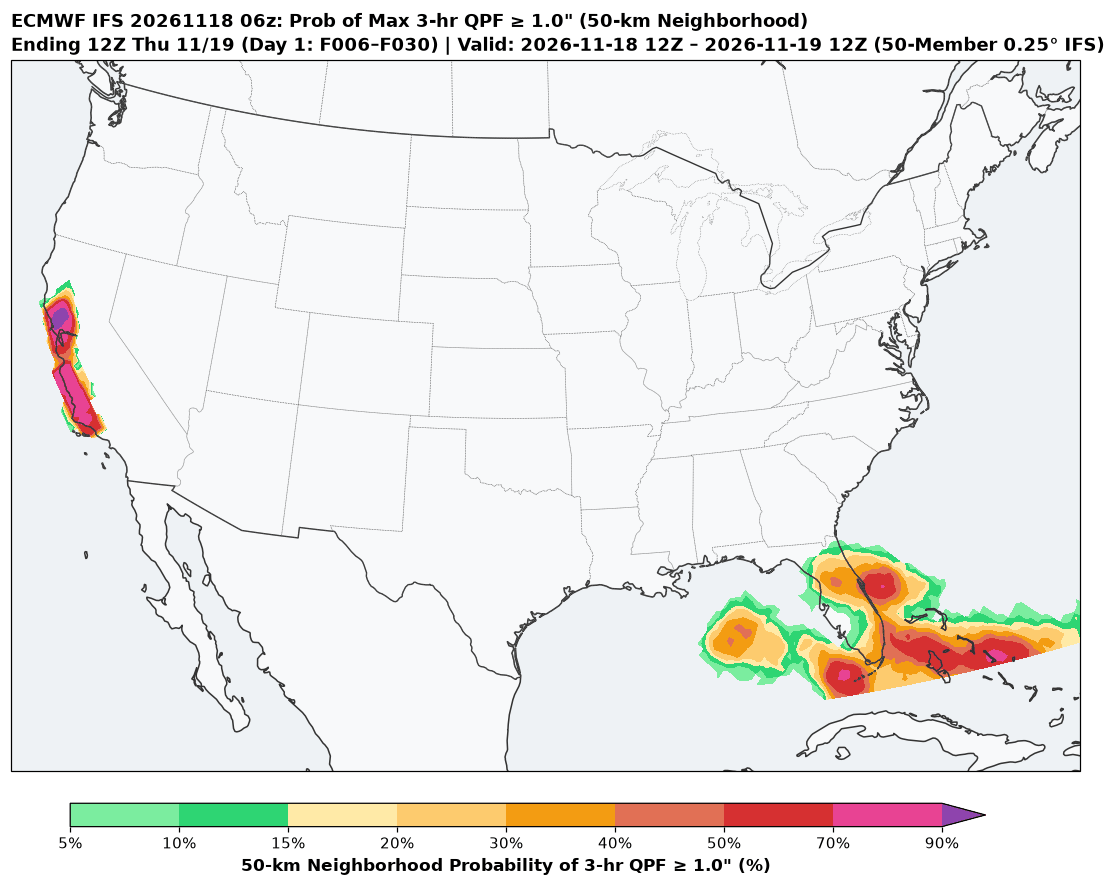 ECMWF IFS 20261118 06z: Prob of Max 3-hr QPF ≥ 1.0" (50-km Neighborhood)
Ending 12Z Thu 11/19 (Day 1: F006–F030) | Valid: 2026-11-18 12Z – 2026-11-19 12Z (50-Member 0.25° IFS)
5% 10% 15% 20% 30% 40% 50% 70% 90%
50-km Neighborhood Probability of 3-hr QPF ≥ 1.0" (%)